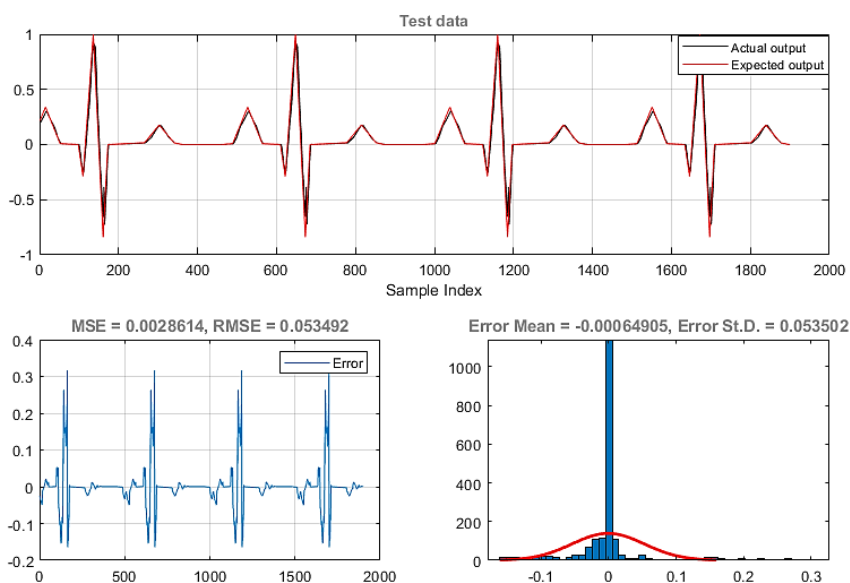 Test data
1
0.5
0
-0.5
-1
Actual output
Expected output
0 200 400 600 800 1000 1200 1400 1600 1800 2000
Sample Index
MSE = 0.0028614, RMSE = 0.053492
0.4
0.3
0.2
0.1
0
-0.1
-0.2
Error
0 500 1000 1500 2000
Error Mean = -0.00064905, Error St.D. = 0.053502
1000
800
600
400
200
0
-0.1 0 0.1 0.2 0.3